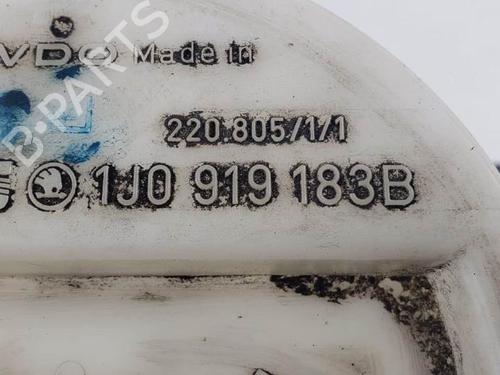 VDO Made in
B-PARTS
220.805/1/1
1J0 919 183B